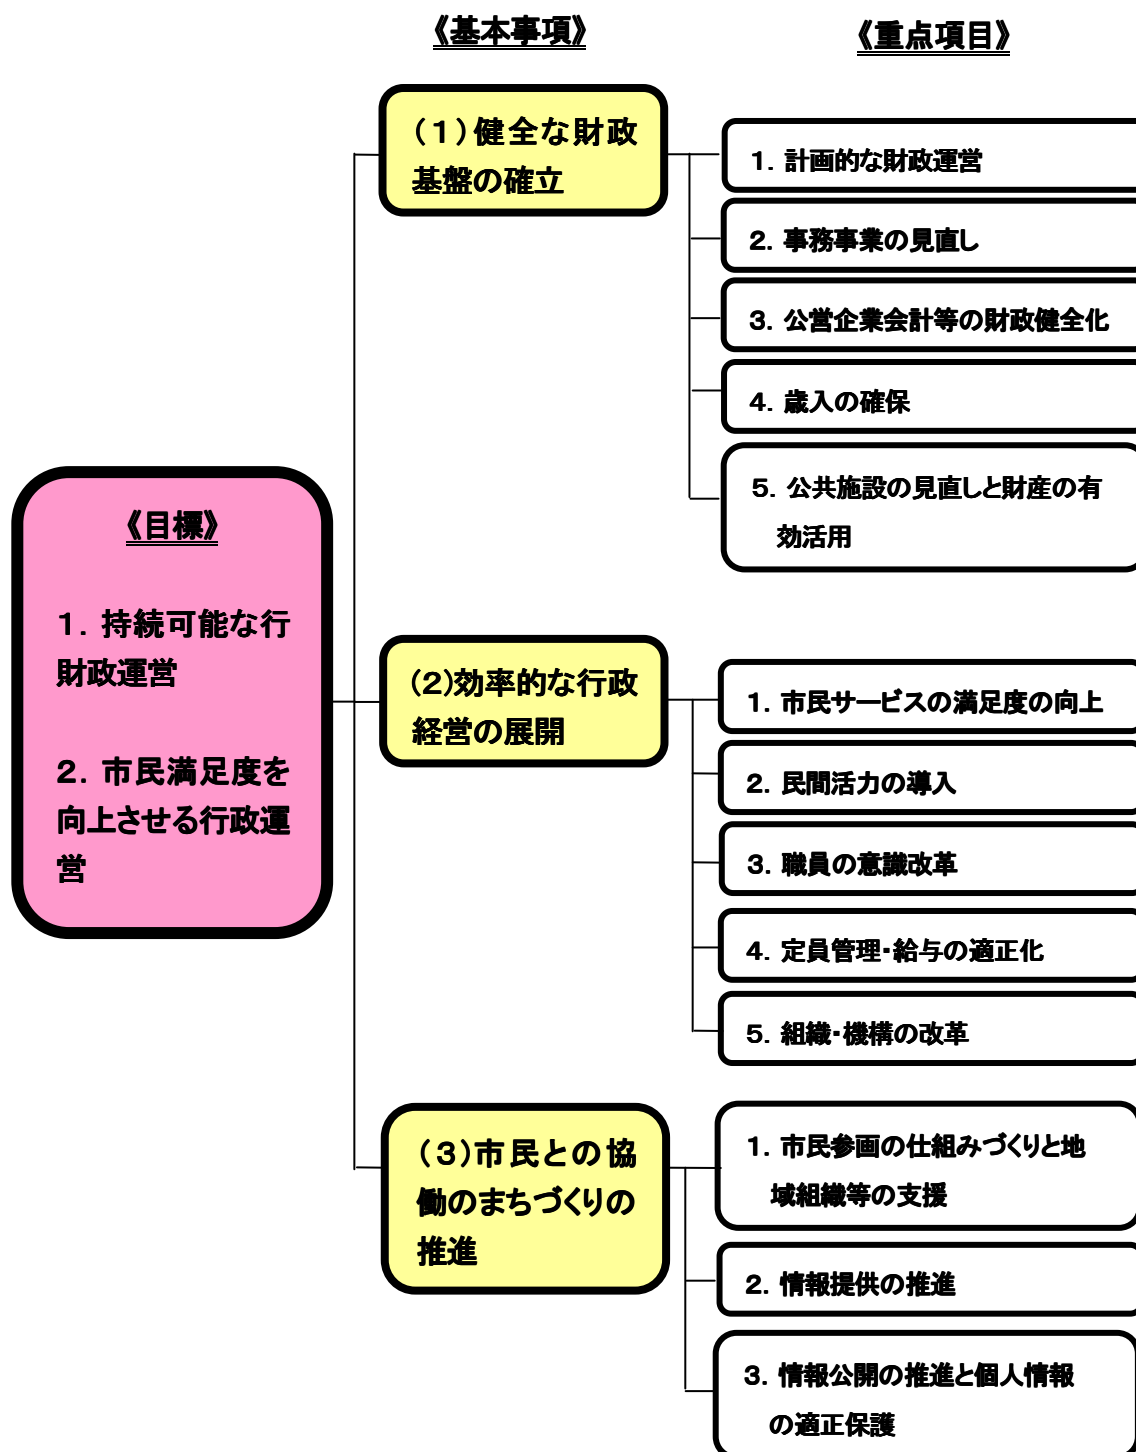 《基本事項》
《重点項目》
《目標》
１．持続可能な行
財政運営
２．市民満足度を
向上させる行政運
営
（１）健全な財政
基盤の確立
１．計画的な財政運営
２．事務事業の見直し
３．公営企業会計等の財政健全化
４．歳入の確保
５．公共施設の見直しと財産の有
効活用
(２)効率的な行政
経営の展開
１．市民サービスの満足度の向上
２．民間活力の導入
３．職員の意識改革
４．定員管理・給与の適正化
５．組織・機構の改革
（３）市民との協
働のまちづくりの
推進
１．市民参画の仕組みづくりと地
域組織等の支援
２．情報提供の推進
３．情報公開の推進と個人情報
の適正保護